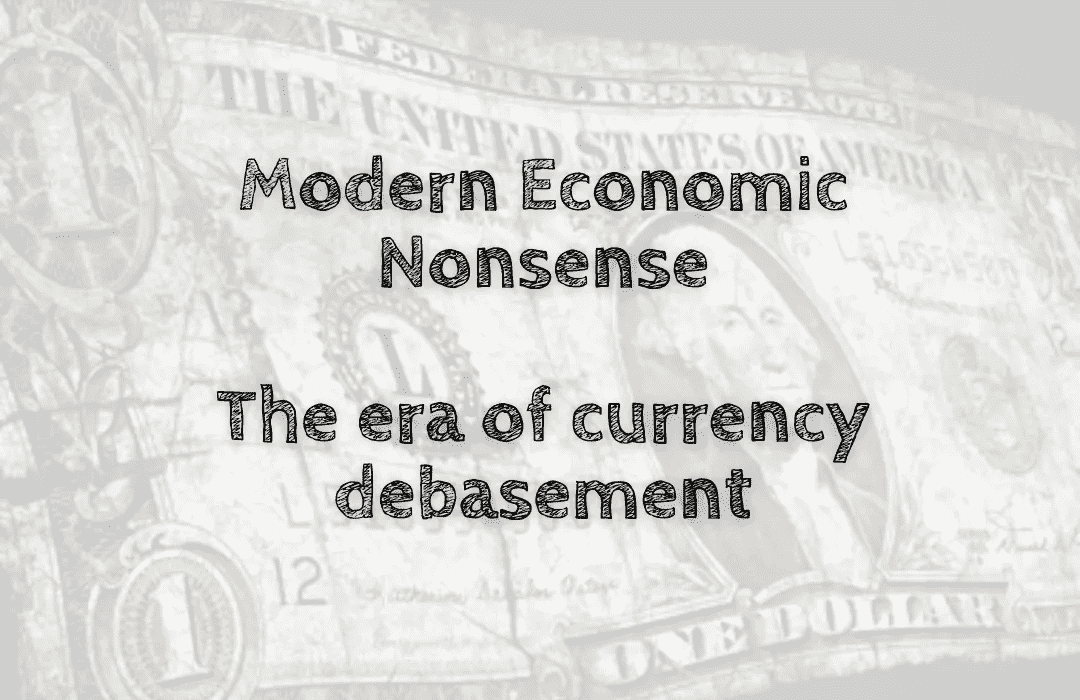 FEDERAL RESERVE NOTE
THE UNITED STATES OF AMERICA
Modern Economic
Nonsense
The era of currency
debasement
L
12
ONE DOLLAR
1
1